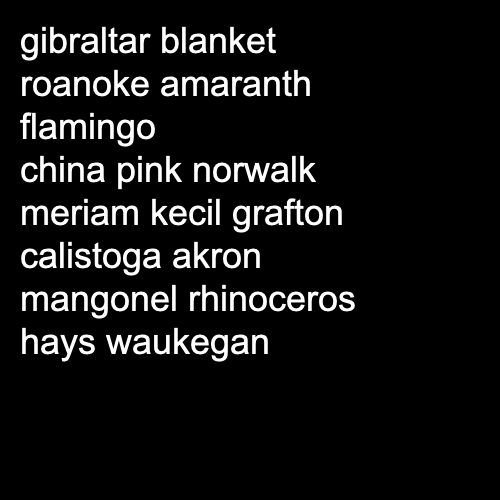 gibraltar blanket
roanoke amaranth
flamingo
china pink norwalk
meriam kecil grafton
calistoga akron
mangonel rhinoceros
hays waukegan